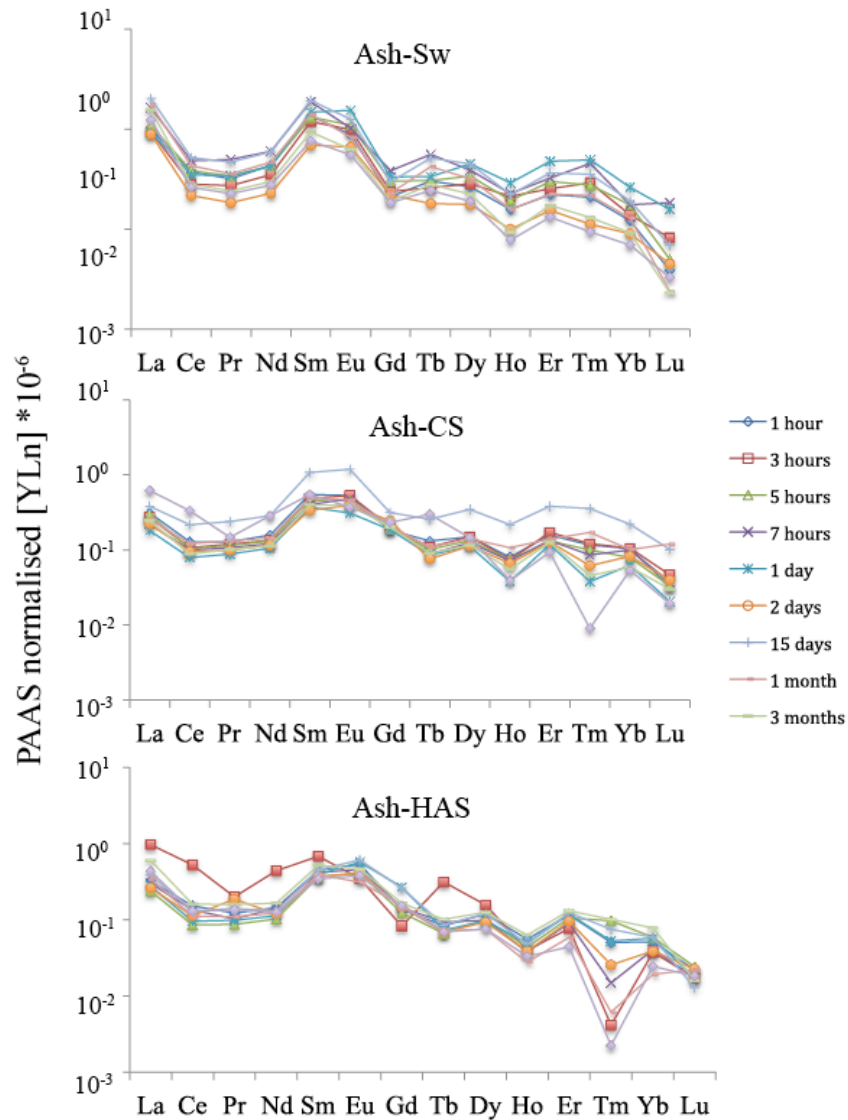 10¹
Ash-Sw
10⁰
10⁻¹
10⁻²
10⁻³
La Ce Pr Nd Sm Eu Gd Tb Dy Ho Er Tm Yb Lu
PAAS normalised [YLn] *10⁻⁶
10¹
Ash-CS
10⁰
10⁻¹
10⁻²
10⁻³
La Ce Pr Nd Sm Eu Gd Tb Dy Ho Er Tm Yb Lu
1 hour
3 hours
5 hours
7 hours
1 day
2 days
15 days
1 month
3 months
10¹
Ash-HAS
10⁰
10⁻¹
10⁻²
10⁻³
La Ce Pr Nd Sm Eu Gd Tb Dy Ho Er Tm Yb Lu